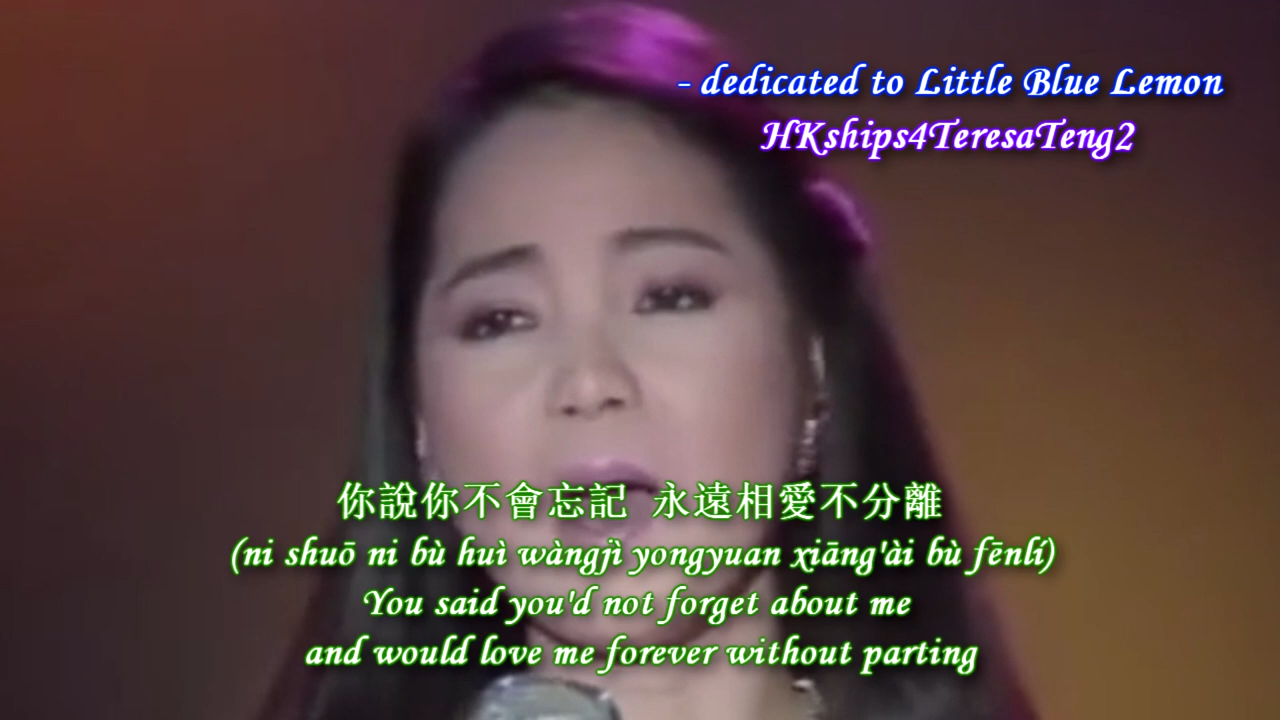 - dedicated to Little Blue Lemon
HKships4TeresaTeng2
你說你不會忘記 永遠相愛不分離
(ni shuō ni bù huì wàngjì yongyuan xiāng'ài bù fēnlí)
You said you'd not forget about me
and would love me forever without parting